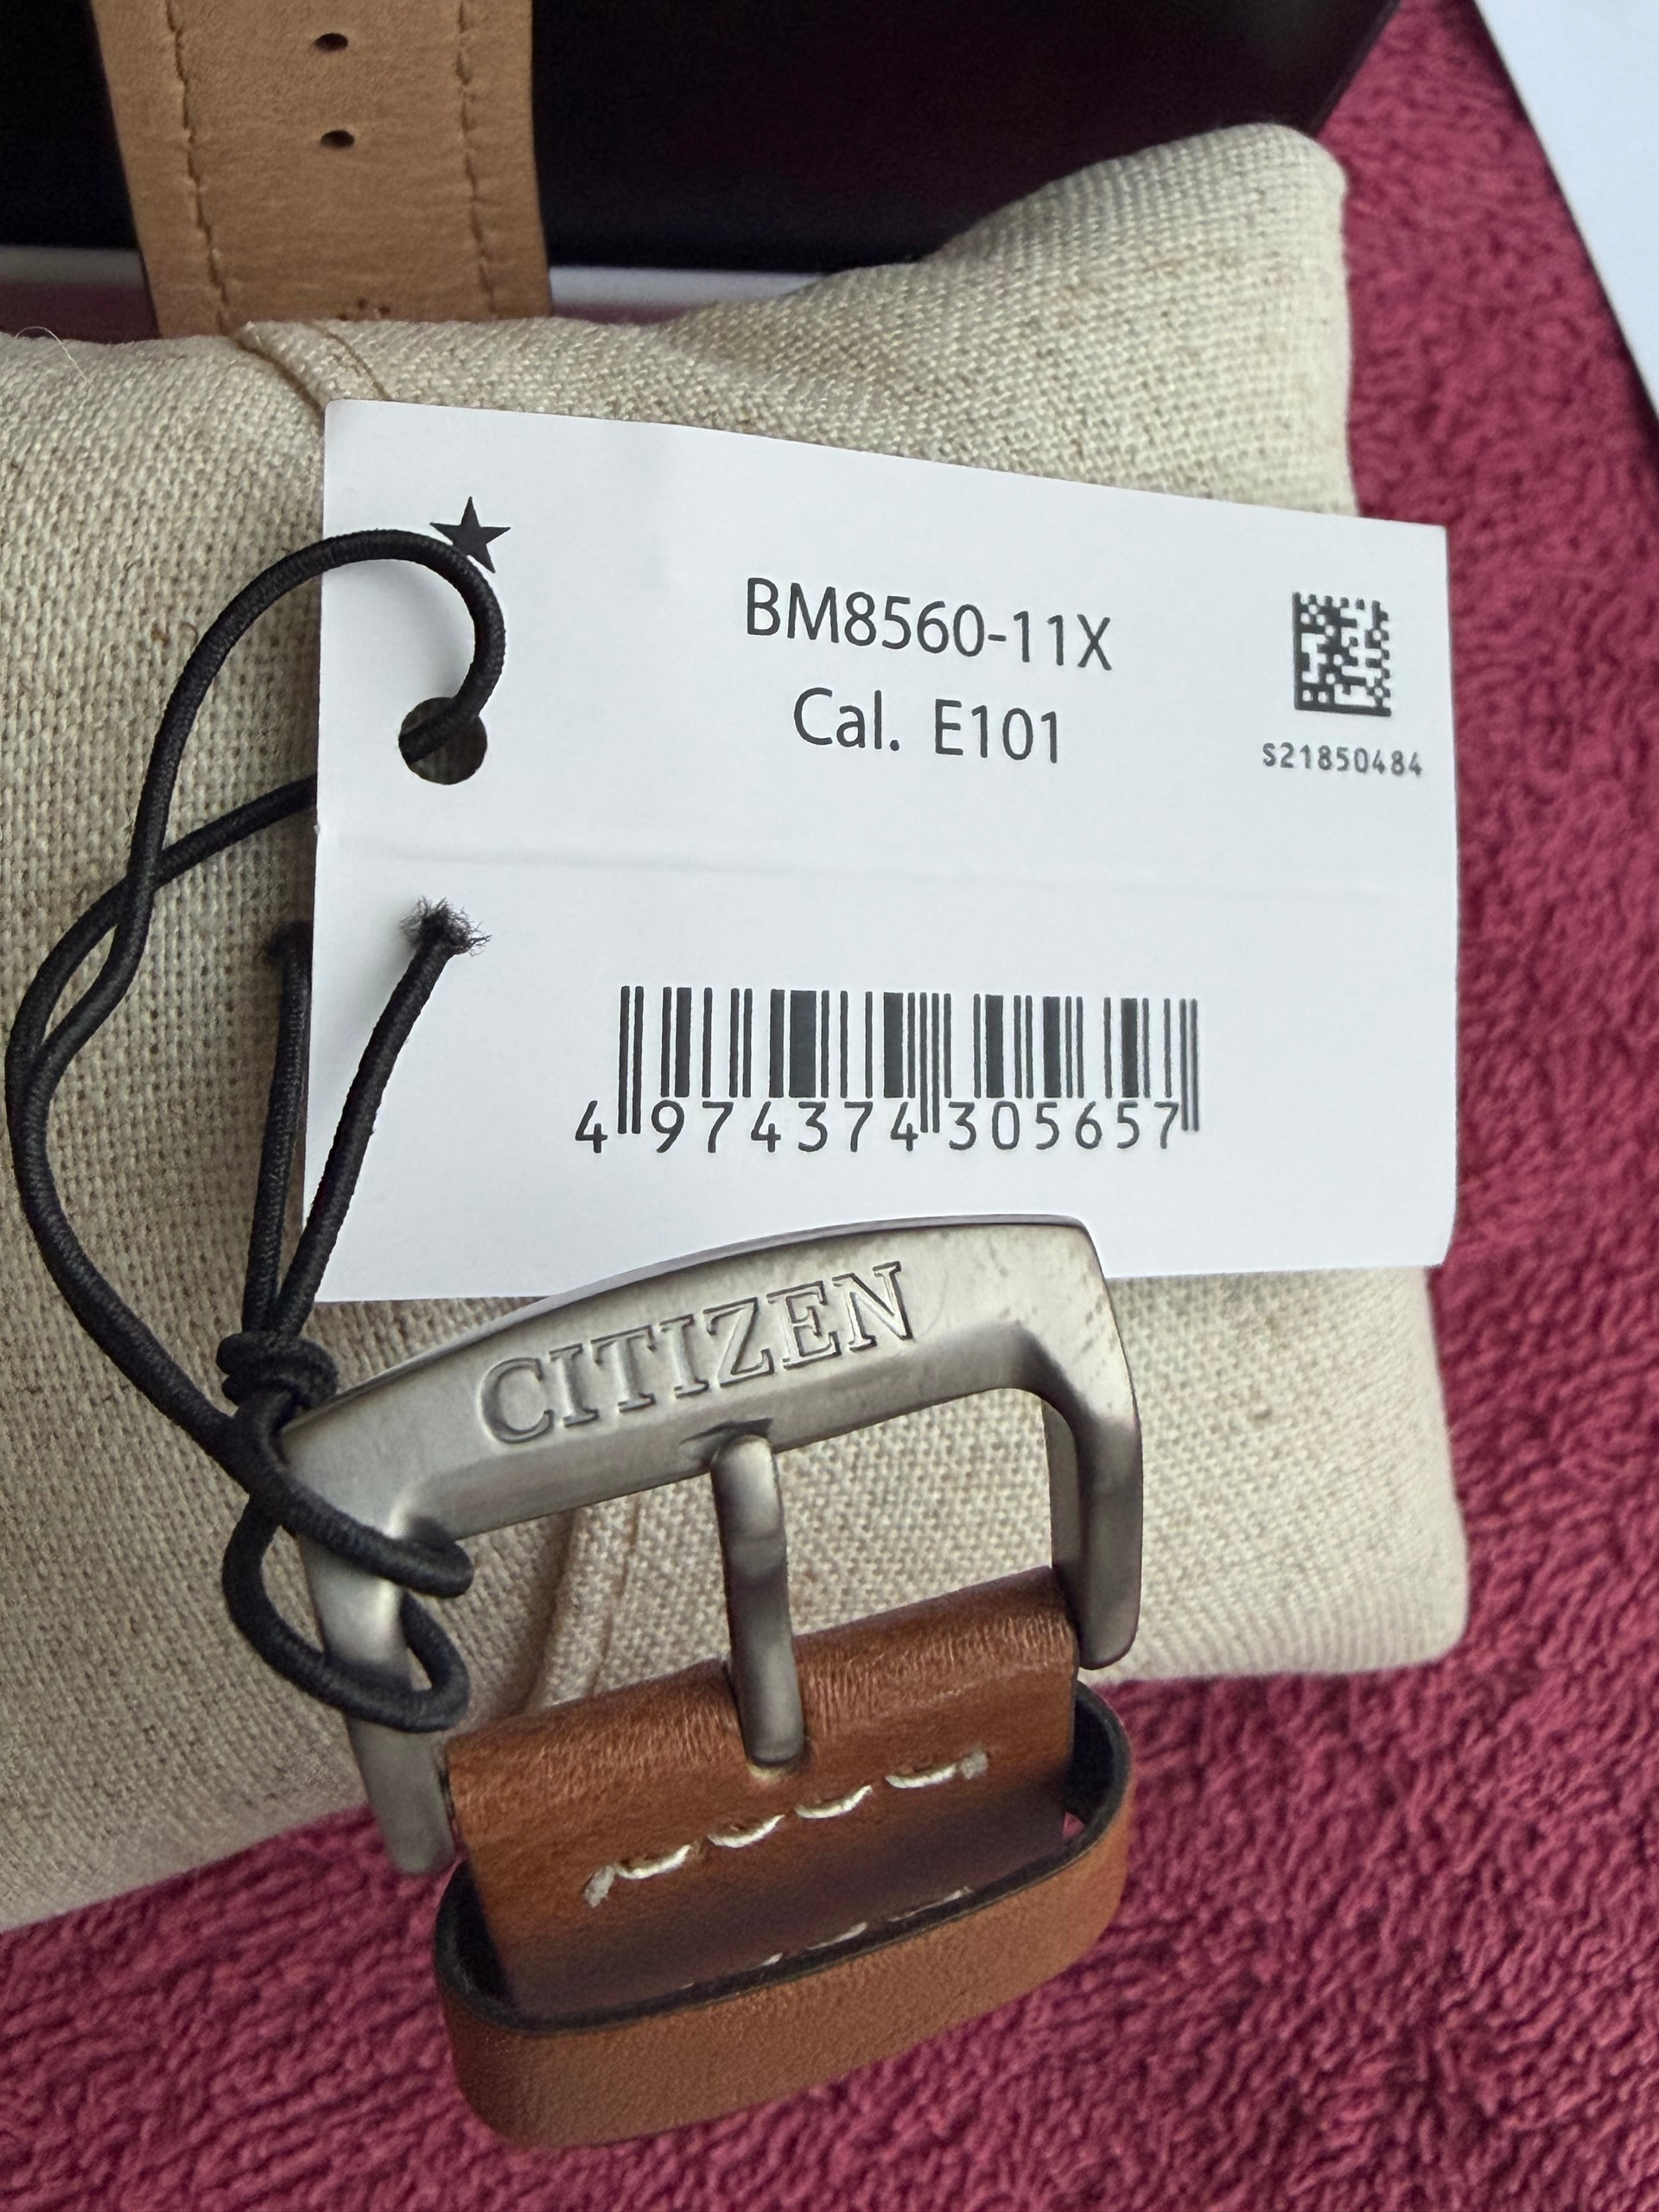 BM8560-11X
Cal. E101
S21850484
4974374305657
CITIZEN